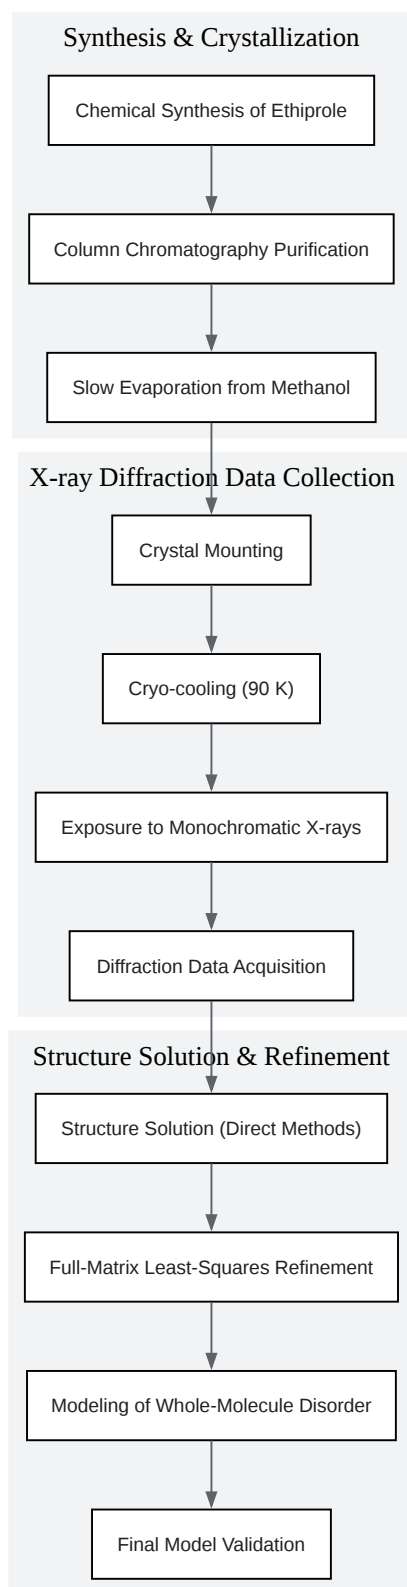 Synthesis & Crystallization
Chemical Synthesis of Ethiprole
Column Chromatography Purification
Slow Evaporation from Methanol
X-ray Diffraction Data Collection
Crystal Mounting
Cryo-cooling (90 K)
Exposure to Monochromatic X-rays
Diffraction Data Acquisition
Structure Solution & Refinement
Structure Solution (Direct Methods)
Full-Matrix Least-Squares Refinement
Modeling of Whole-Molecule Disorder
Final Model Validation